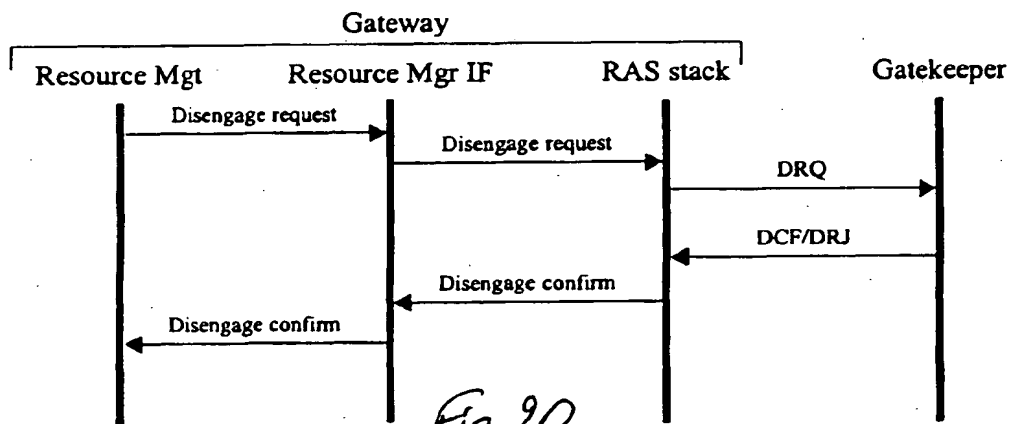 Gateway
Resource Mgt
Resource Mgr IF
RAS stack
Gatekeeper
Disengage request
Disengage request
DRQ
DCF/DRJ
Disengage confirm
Disengage confirm
Fig